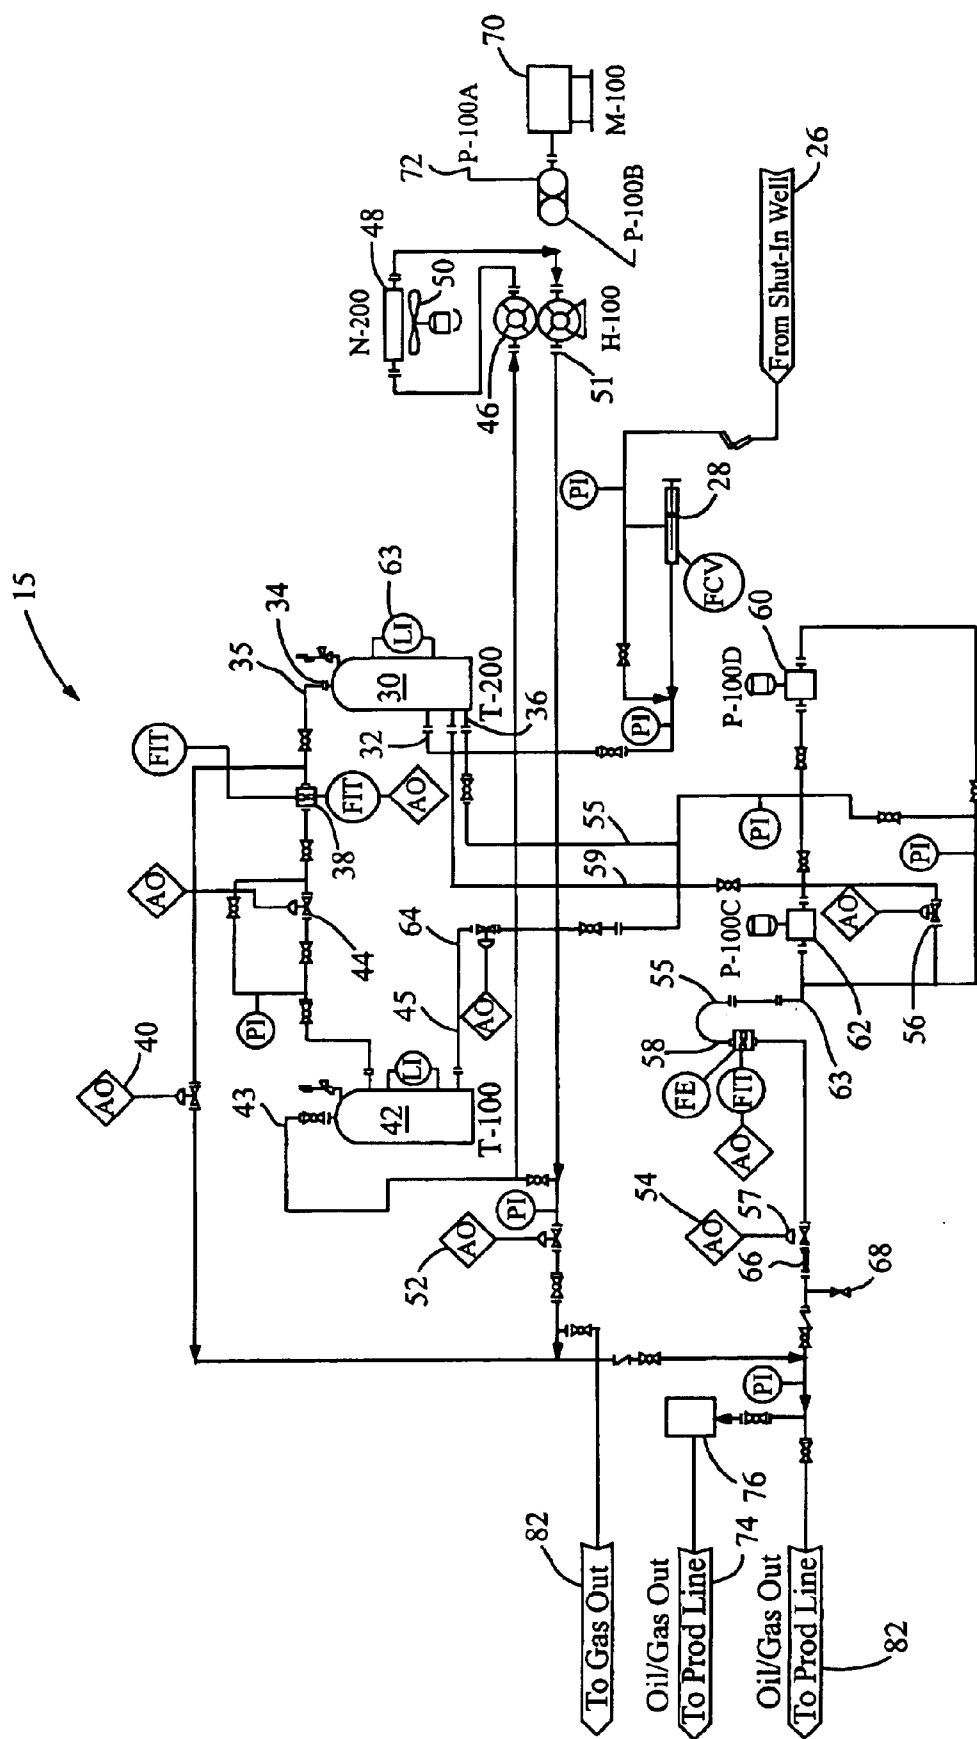 15
70
P-100A
72
M-100
P-100B
N-200
48
50
46
H-100
51
From Shut-In Well
26
PI
28
FCV
34
35
63
LI
30
T-200
36
32
PI
FIT
FIT
AO
38
AO
44
PI
40
AO
43
42
LI
T-100
45
64
AO
55
59
PI
52
AO
PI
60
P-100D
PI
P-100C
AO
62
56
63
55
58
FE
FIT
AO
54
AO
57
66
68
PI
76
82
To Gas Out
Oil/Gas Out
To Prod Line
74
Oil/Gas Out
To Prod Line
82